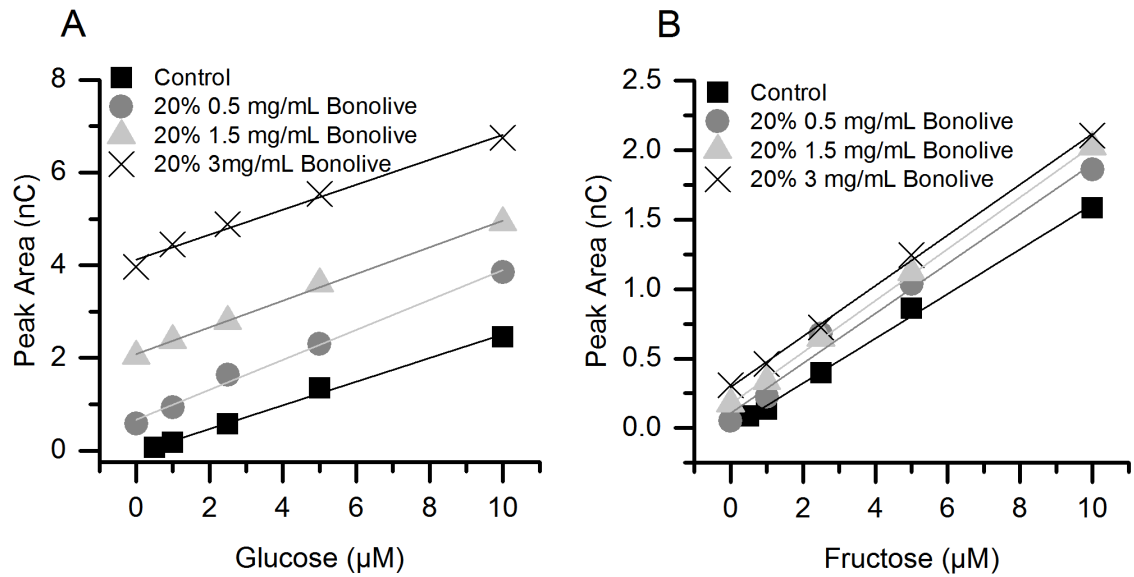 A
Peak Area (nC)
8
6
4
2
0
Control
20% 0.5 mg/mL Bonolive
20% 1.5 mg/mL Bonolive
20% 3mg/mL Bonolive
0
2
4
6
8
10
Glucose (µM)
B
Peak Area (nC)
2.5
2.0
1.5
1.0
0.5
0.0
Control
20% 0.5 mg/mL Bonolive
20% 1.5 mg/mL Bonolive
20% 3 mg/mL Bonolive
0
2
4
6
8
10
Fructose (µM)